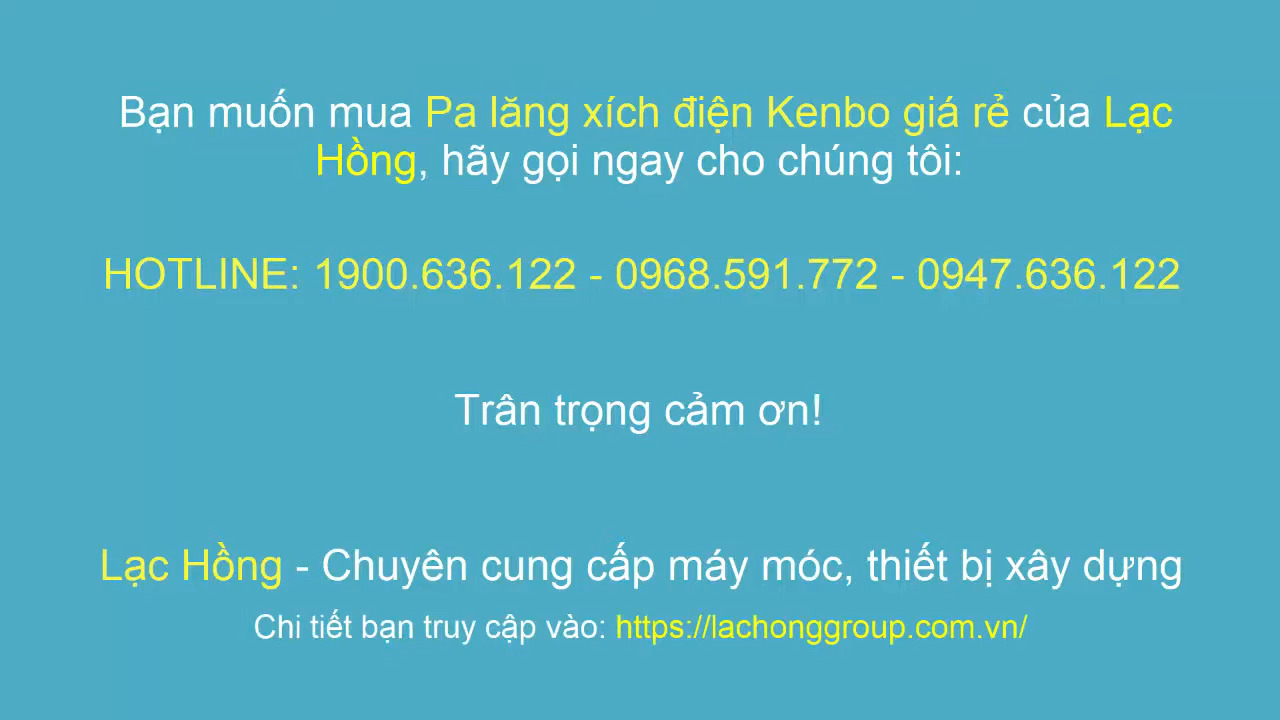 Bạn muốn mua Pa lăng xích điện Kenbo giá rẻ của Lạc
Hồng, hãy gọi ngay cho chúng tôi:
HOTLINE: 1900.636.122 - 0968.591.772 - 0947.636.122
Trân trọng cảm ơn!
Lạc Hồng - Chuyên cung cấp máy móc, thiết bị xây dựng
Chi tiết bạn truy cập vào: https://lachonggroup.com.vn/